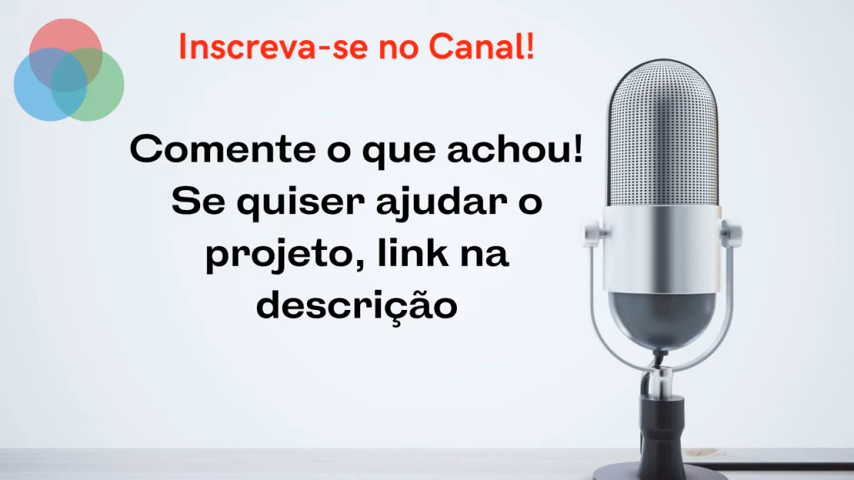 Inscreva-se no Canal!
Comente o que achou!
Se quiser ajudar o
projeto, link na
descrição